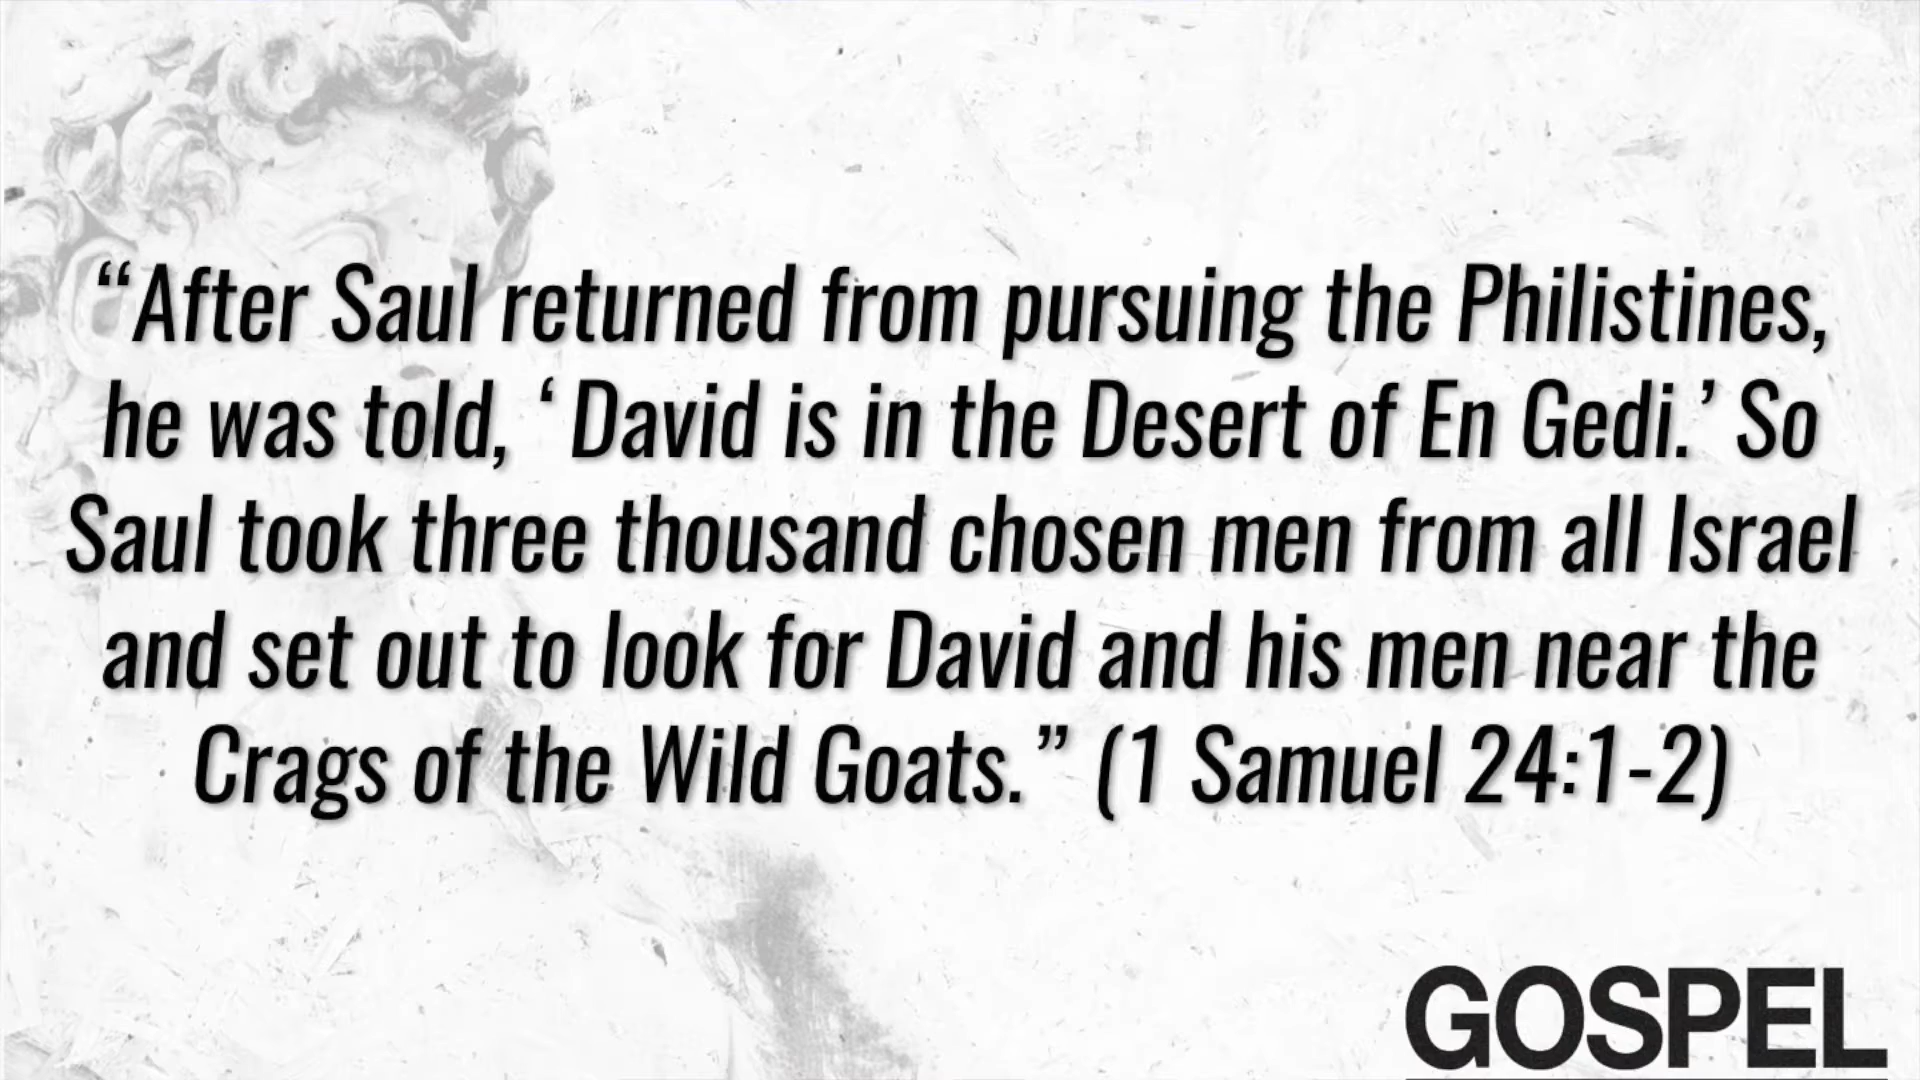 “After Saul returned from pursuing the Philistines,
he was told, ‘David is in the Desert of En Gedi.’ So
Saul took three thousand chosen men from all Israel
and set out to look for David and his men near the
Crags of the Wild Goats.” (1 Samuel 24:1-2)
GOSPEL